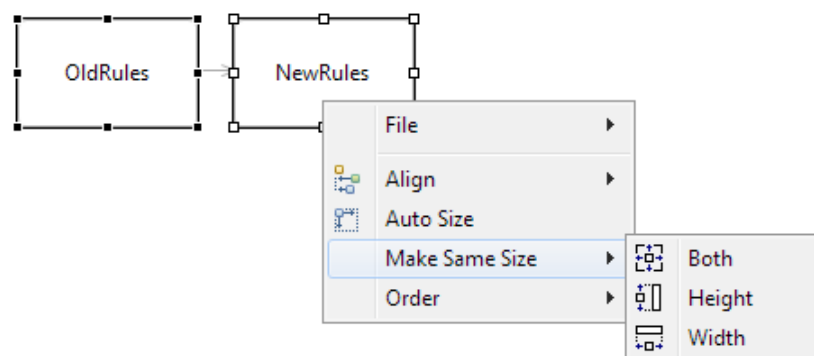 OldRules
NewRules
File
Align
Auto Size
Make Same Size
Order
Both
Height
Width